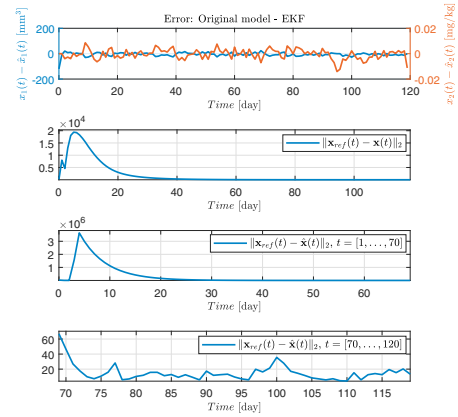 Error: Original model - EKF
x₁(t) − x̂₁(t) [mm³]
200
0
-200
0.02
0
-0.02
x₂(t) − x̂₂(t) [mg/kg]
0 20 40 60 80 100 120
Time [day]
×10⁴
2
1.5
1
0.5
‖x_ref(t) − x(t)‖₂
0 20 40 60 80 100
Time [day]
×10⁶
3
2
1
‖x_ref(t) − x̂(t)‖₂, t = [1, . . . , 70]
0 10 20 30 40 50 60
Time [day]
60
40
20
‖x_ref(t) − x̂(t)‖₂, t = [70, . . . , 120]
70 75 80 85 90 95 100 105 110 115
Time [day]